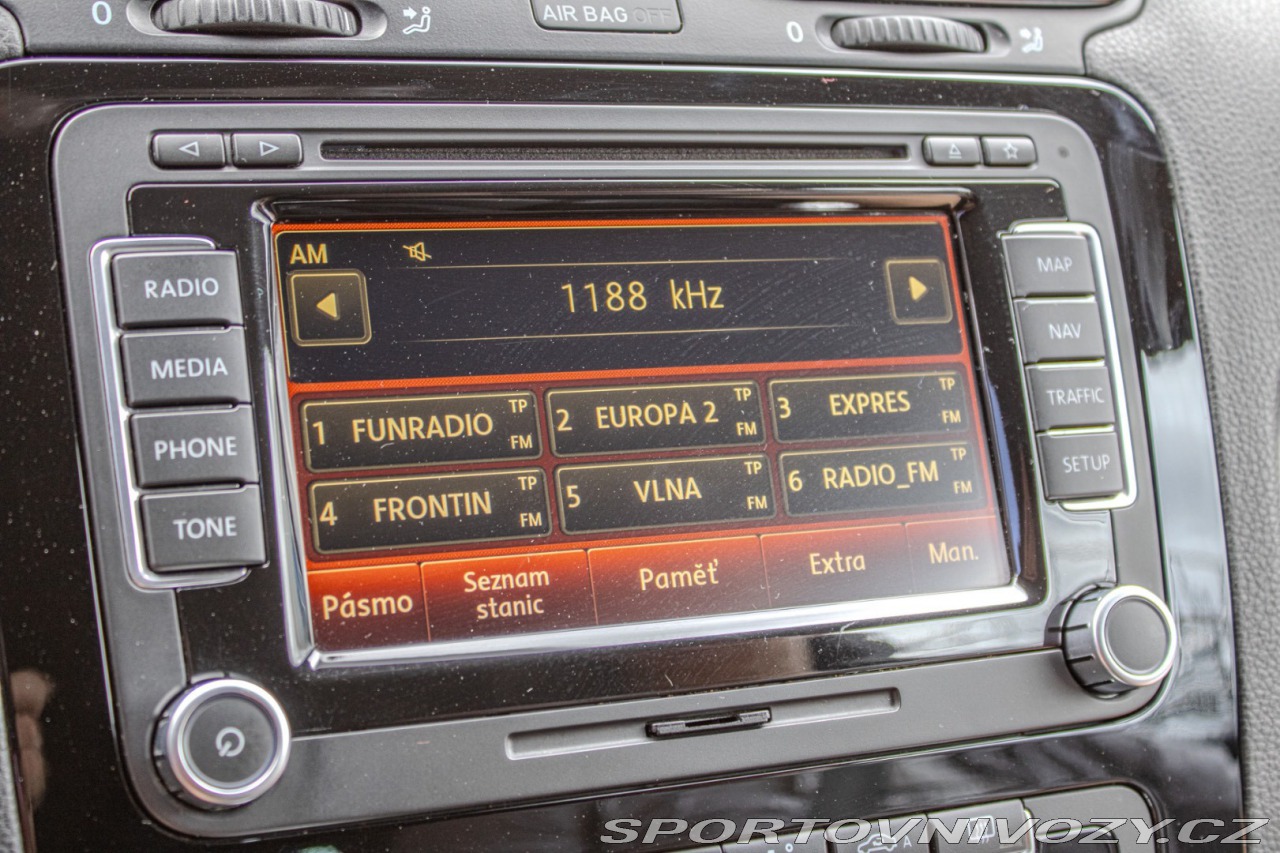 0
AIR BAG OFF
0
RADIO
MEDIA
PHONE
TONE
AM
1188 kHz
1 FUNRADIO TP FM
2 EUROPA 2 TP FM
3 EXPRES TP FM
4 FRONTIN TP FM
5 VLNA TP FM
6 RADIO_FM TP FM
Pásmo
Seznam
stanic
Paměť
Extra
Man.
MAP
NAV
TRAFFIC
SETUP
SPORTOVNIVOZY.CZ